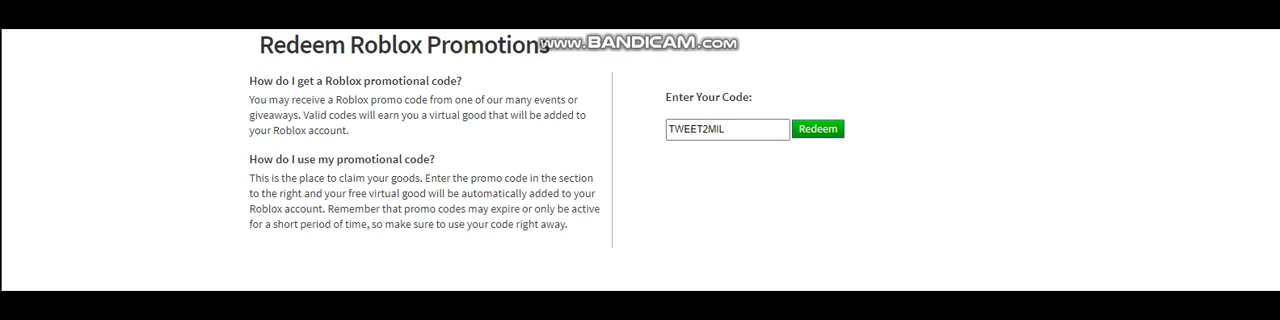 Redeem Roblox Promotions
www.BANDICAM.com
How do I get a Roblox promotional code?
You may receive a Roblox promo code from one of our many events or
giveaways. Valid codes will earn you a virtual good that will be added to
your Roblox account.
How do I use my promotional code?
This is the place to claim your goods. Enter the promo code in the section
to the right and your free virtual good will be automatically added to your
Roblox account. Remember that promo codes may expire or only be active
for a short period of time, so make sure to use your code right away.
Enter Your Code:
TWEET2MIL
Redeem